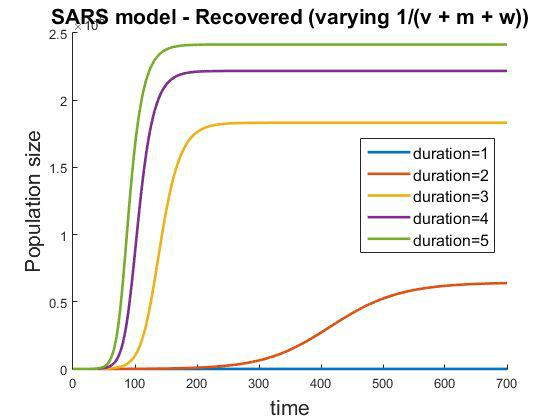 SARS model - Recovered (varying 1/(v + m + w))
2.5
2
1.5
1
0.5
0
Population size
duration=1
duration=2
duration=3
duration=4
duration=5
0 100 200 300 400 500 600 700
time